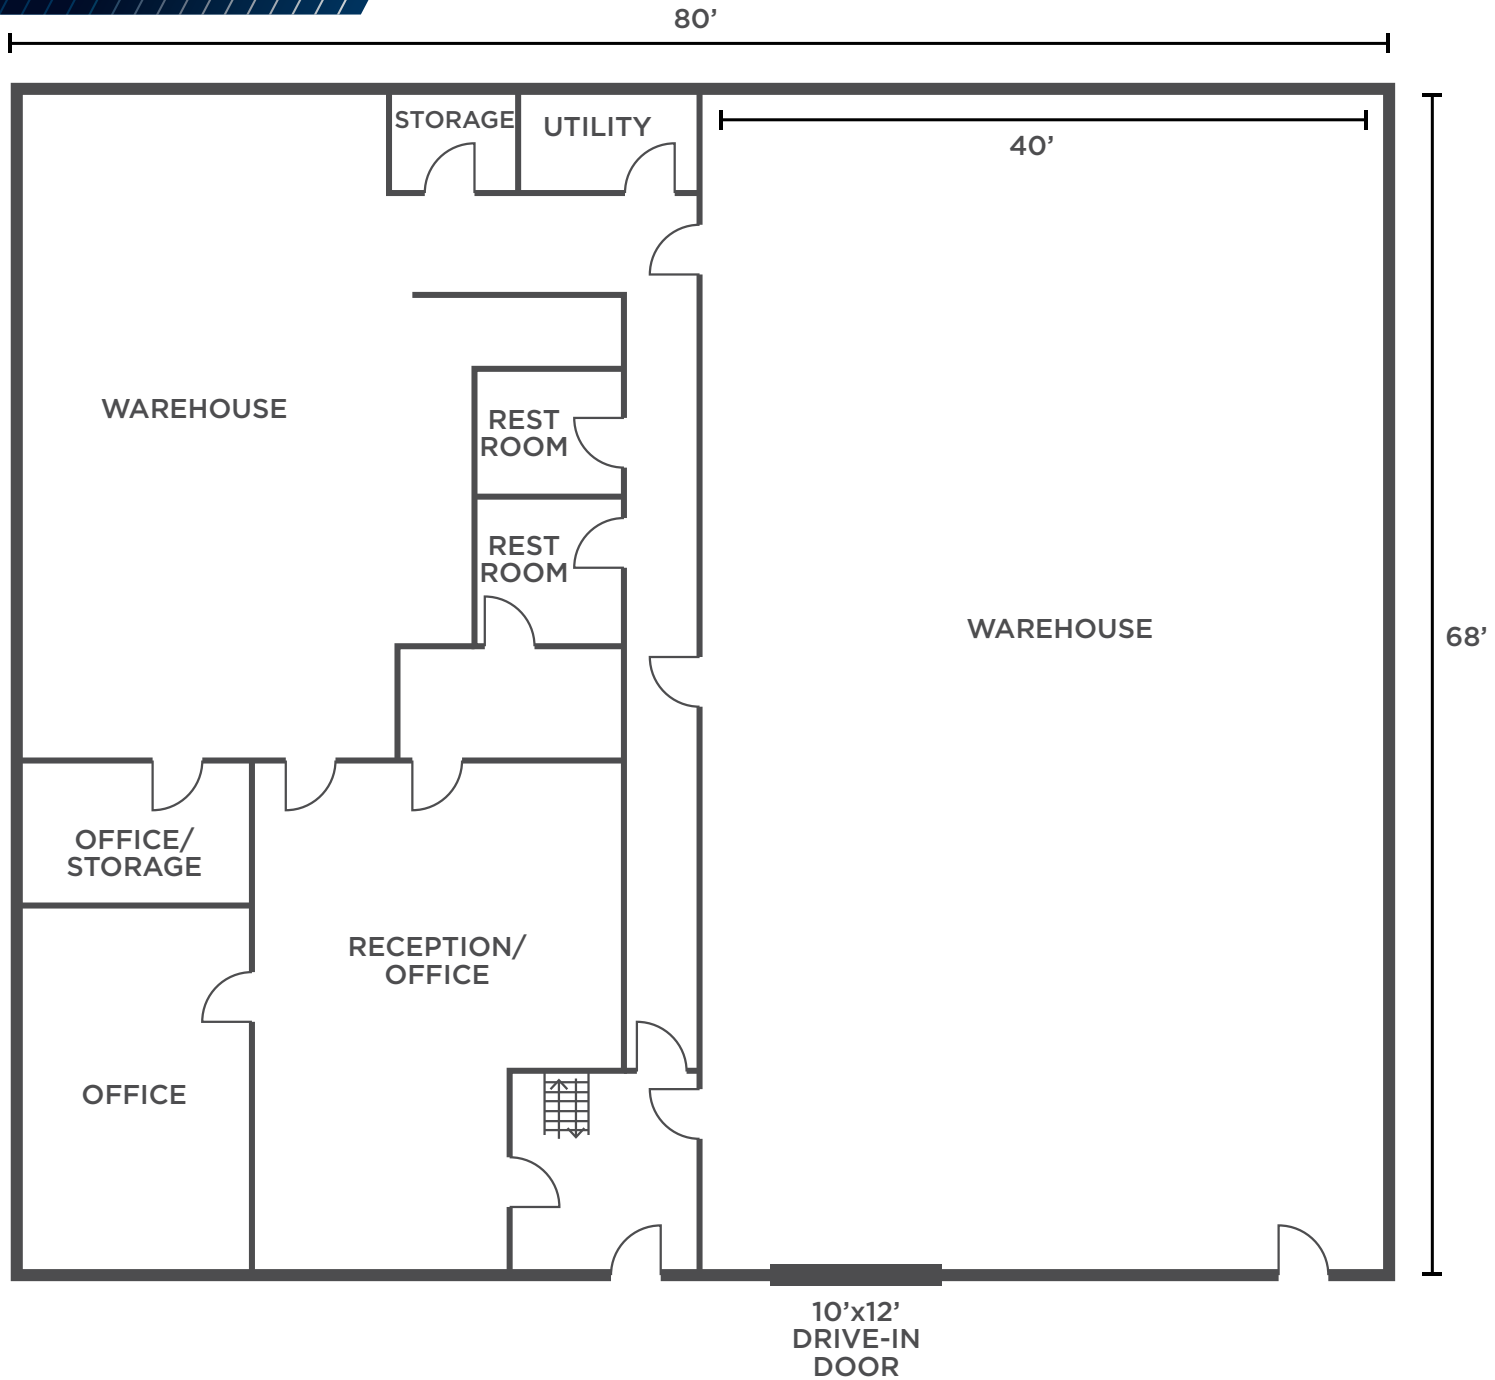 80’
STORAGE
UTILITY
40’
WAREHOUSE
REST
ROOM
REST
ROOM
WAREHOUSE
68’
OFFICE/
STORAGE
RECEPTION/
OFFICE
OFFICE
10’x12’
DRIVE-IN
DOOR